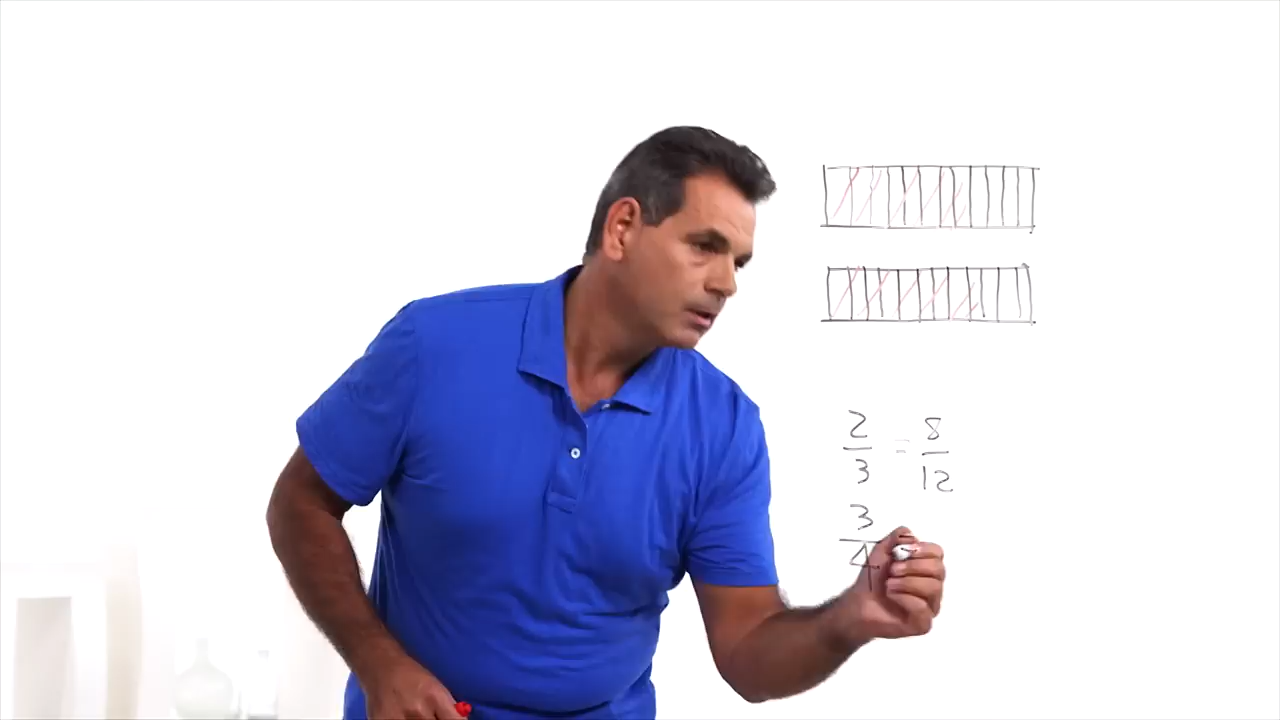 2/3 = 8/12
3/4